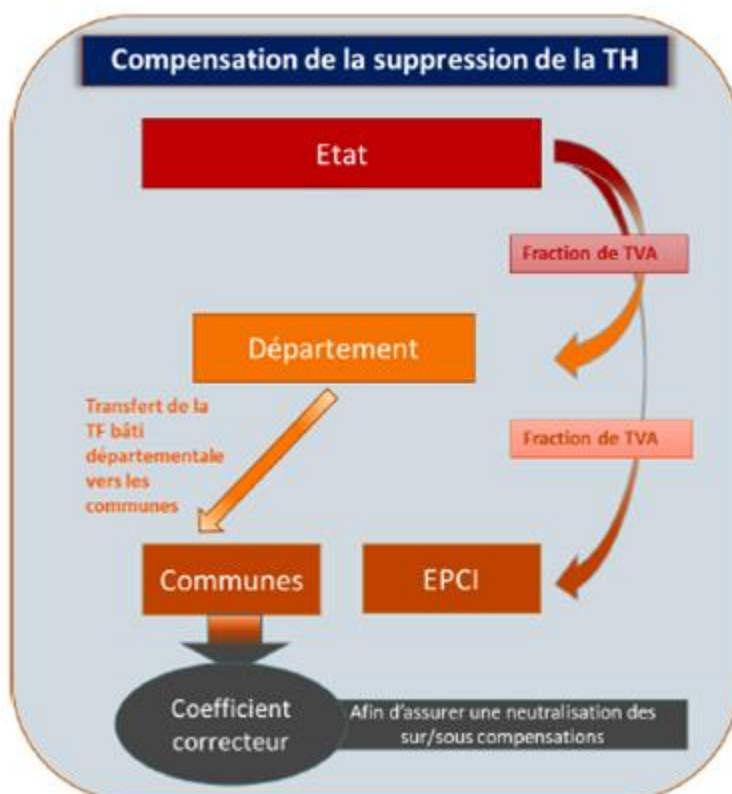 Compensation de la suppression de la TH
Etat
Fraction de TVA
Département
Transfert de la
TF bâti
départementale
vers les
communes
Fraction de TVA
Communes
EPCI
Coefficient
correcteur
Afin d'assurer une neutralisation des
sur/sous compensations